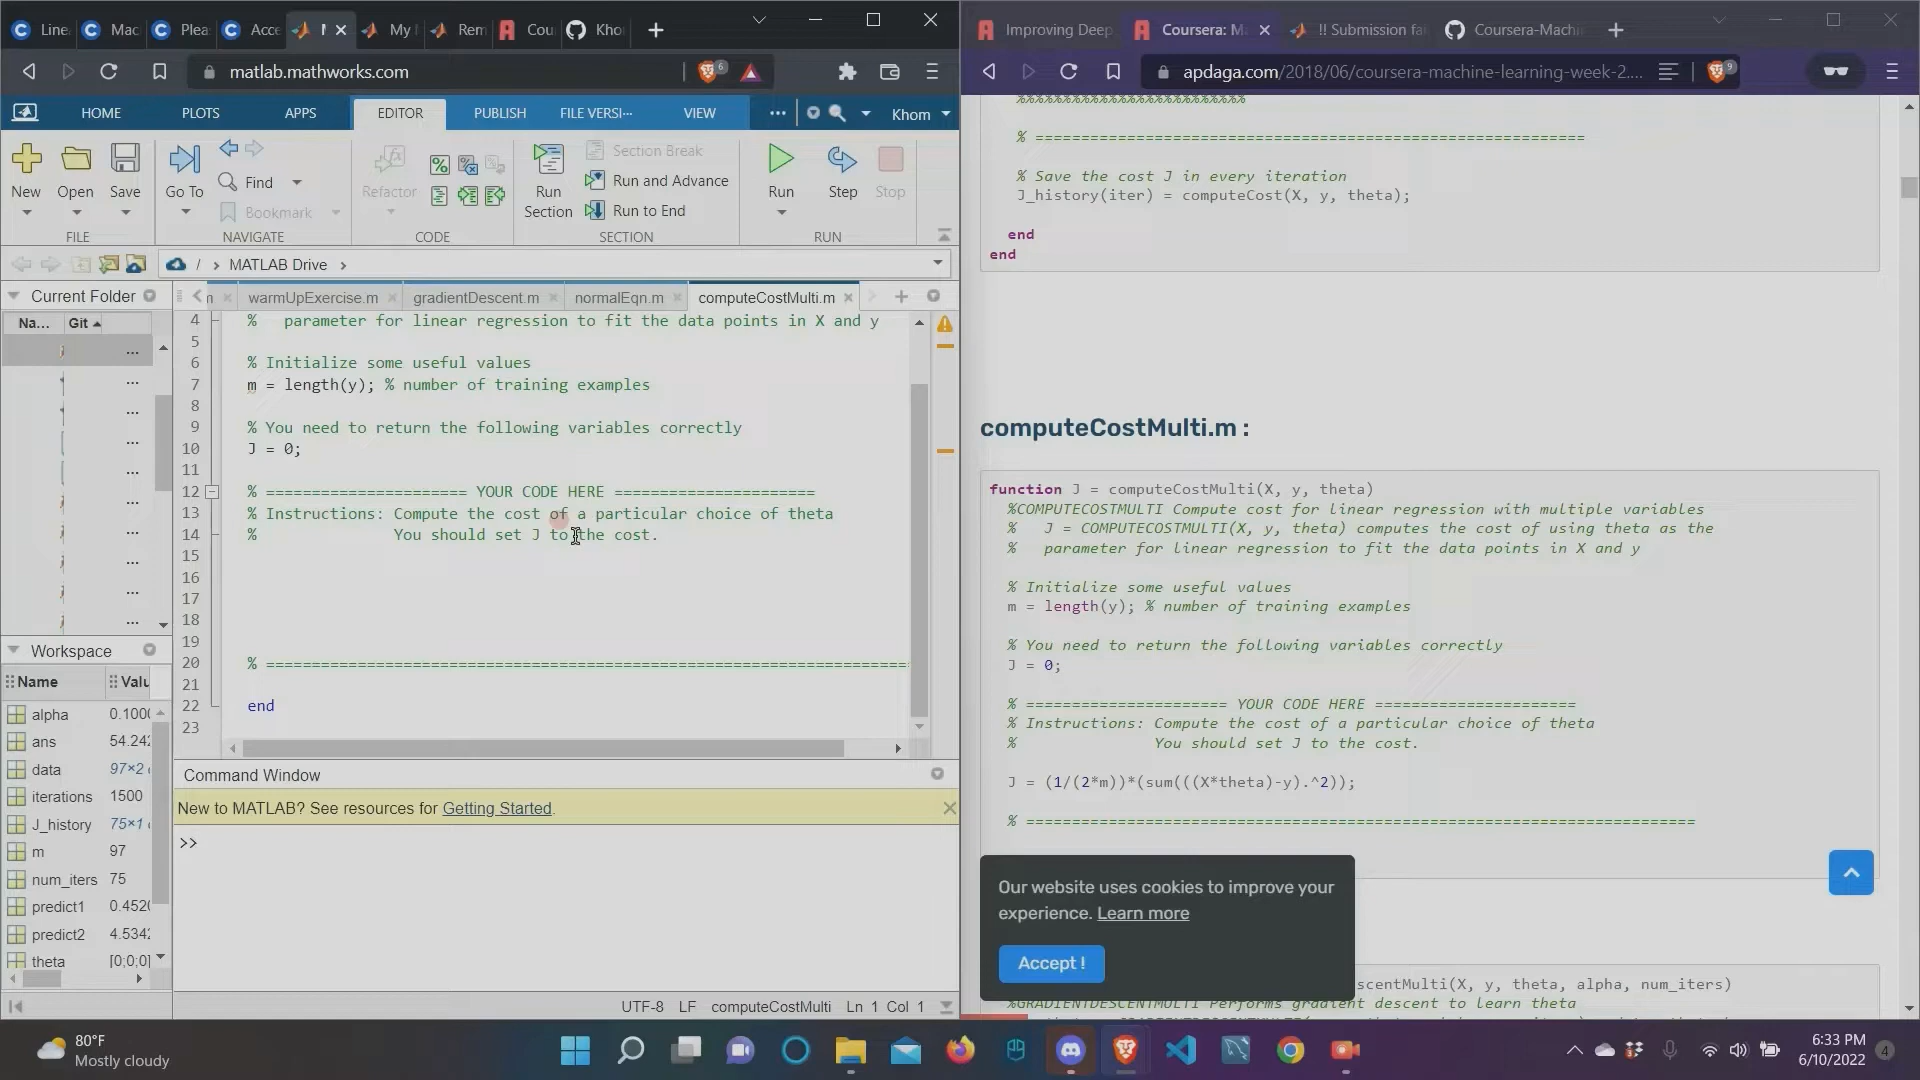 Line
Mac
Plea
Acce
My
Rem
Cou
Kho
matlab.mathworks.com
6
HOME
PLOTS
APPS
EDITOR
PUBLISH
FILE VERSI···
VIEW
Khom
New
Open
Save
FILE
Go To
Find
Bookmark
NAVIGATE
Refactor
CODE
Run Section
Section Break
Run and Advance
Run to End
SECTION
Run
Step
Stop
RUN
/ › MATLAB Drive ›
Current Folder
Na...
Git
warmUpExercise.m
gradientDescent.m
normalEqn.m
computeCostMulti.m
4 %   parameter for linear regression to fit the data points in X and y
5
6 % Initialize some useful values
7 m = length(y); % number of training examples
8
9 % You need to return the following variables correctly
10 J = 0;
11
12 % ====================== YOUR CODE HERE ======================
13 % Instructions: Compute the cost of a particular choice of theta
14 %               You should set J to the cost.
15
16
17
18
19
20 % =========================================================================
21
22 end
23
Workspace
Name
Valu
alpha 0.100
ans 54.242
data 97×2
iterations 1500
J_history 75×1
m 97
num_iters 75
predict1 0.452
predict2 4.534
theta [0;0;0]
Command Window
New to MATLAB? See resources for Getting Started.
>>
UTF-8 LF computeCostMulti Ln 1 Col 1
Improving Deep
Coursera: M
!! Submission fai
Coursera-Machi
apdaga.com/2018/06/coursera-machine-learning-week-2....
9
%%%%%%%%%%%%%%%%%%%%%%%%%
% ============================================================
% Save the cost J in every iteration
J_history(iter) = computeCost(X, y, theta);
end
end
computeCostMulti.m :
function J = computeCostMulti(X, y, theta)
%COMPUTECOSTMULTI Compute cost for linear regression with multiple variables
%   J = COMPUTECOSTMULTI(X, y, theta) computes the cost of using theta as the
%   parameter for linear regression to fit the data points in X and y
% Initialize some useful values
m = length(y); % number of training examples
% You need to return the following variables correctly
J = 0;
% ====================== YOUR CODE HERE ======================
% Instructions: Compute the cost of a particular choice of theta
%               You should set J to the cost.
J = (1/(2*m))*(sum(((X*theta)-y).^2));
% =========================================================================
Our website uses cookies to improve your
experience. Learn more
Accept !
scentMulti(X, y, theta, alpha, num_iters)
%GRADIENTDESCENTMULTI Performs gradient descent to learn theta
80°F
Mostly cloudy
6:33 PM
6/10/2022
4